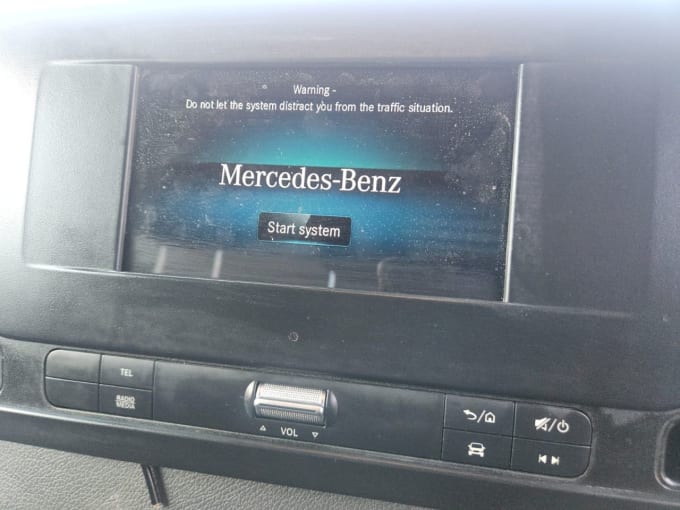 Warning -
Do not let the system distract you from the traffic situation.
Mercedes-Benz
Start system
TEL
RADIO
MEDIA
VOL